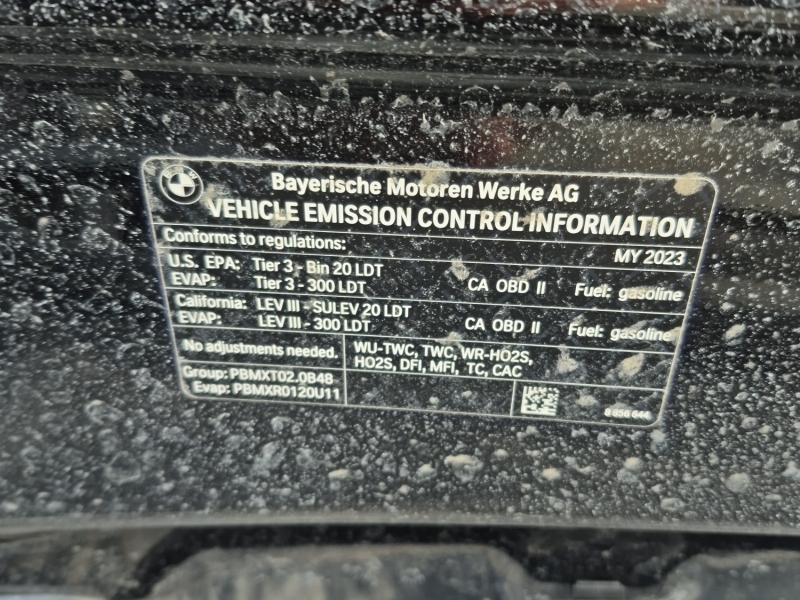 Bayerische Motoren Werke AG
VEHICLE EMISSION CONTROL INFORMATION
Conforms to regulations: MY 2023
U.S. EPA: Tier 3 - Bin 20 LDT
EVAP: Tier 3 - 300 LDT CA OBD II Fuel: gasoline
California: LEV III - SULEV 20 LDT
EVAP: LEV III - 300 LDT CA OBD II Fuel: gasoline
No adjustments needed.
WU-TWC, TWC, WR-HO2S,
HO2S, DFI, MFI, TC, CAC
Group: PBMXT02.0B48
Evap: PBMXR0120U11
8 656 644